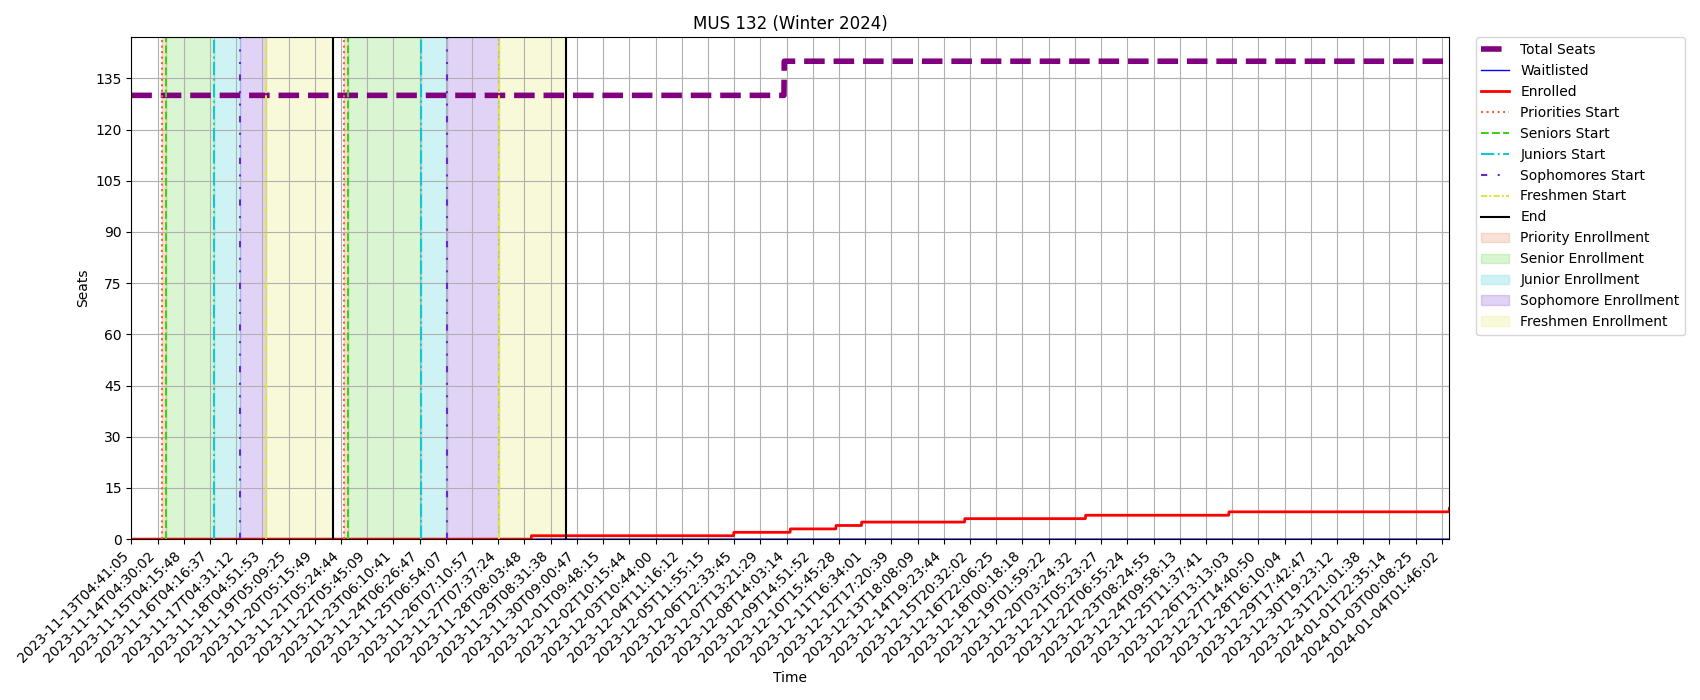 MUS 132 (Winter 2024)
Seats
135
120
105
90
75
60
45
30
15
0
2023-11-13T04:41:05
2023-11-14T04:30:02
2023-11-15T04:15:48
2023-11-16T04:16:37
2023-11-17T04:31:12
2023-11-18T04:51:53
2023-11-19T05:09:25
2023-11-20T05:15:49
2023-11-21T05:24:44
2023-11-22T05:45:09
2023-11-23T06:10:41
2023-11-24T06:26:47
2023-11-25T06:54:07
2023-11-26T07:10:57
2023-11-27T07:37:24
2023-11-28T08:03:48
2023-11-29T08:31:38
2023-11-30T09:00:47
2023-12-01T09:48:15
2023-12-02T10:15:44
2023-12-03T10:44:00
2023-12-04T11:16:12
2023-12-05T11:55:15
2023-12-06T12:33:45
2023-12-07T13:21:29
2023-12-08T14:03:14
2023-12-09T14:51:52
2023-12-10T15:45:28
2023-12-11T16:34:01
2023-12-12T17:20:39
2023-12-13T18:08:09
2023-12-14T19:23:44
2023-12-15T20:32:02
2023-12-16T22:06:25
2023-12-18T00:18:18
2023-12-19T01:59:22
2023-12-20T03:24:32
2023-12-21T05:23:27
2023-12-22T06:55:24
2023-12-23T08:24:55
2023-12-24T09:58:13
2023-12-25T11:37:41
2023-12-26T13:13:03
2023-12-27T14:40:50
2023-12-28T16:10:04
2023-12-29T17:42:47
2023-12-30T19:23:12
2023-12-31T21:01:38
2024-01-01T22:35:14
2024-01-03T00:08:25
2024-01-04T01:46:02
Time
Total Seats
Waitlisted
Enrolled
Priorities Start
Seniors Start
Juniors Start
Sophomores Start
Freshmen Start
End
Priority Enrollment
Senior Enrollment
Junior Enrollment
Sophomore Enrollment
Freshmen Enrollment